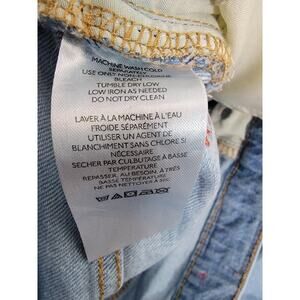 MACHINE WASH COLD
SEPARATELY
USE ONLY NON-CHLORINE
BLEACH
TUMBLE DRY LOW
LOW IRON AS NEEDED
DO NOT DRY CLEAN
LAVER À LA MACHINE À L'EAU
FROIDE SÉPARÉMENT
UTILISER UN AGENT DE
BLANCHIMENT SANS CHLORE SI
NÉCESSAIRE
SECHER PAR CULBUTAGE À BASSE
TEMPÉRATURE
REPASSER, AU BESOIN, À TRÈS
BASSE TEMPÉRATURE
NE PAS NETTOYER À SEC